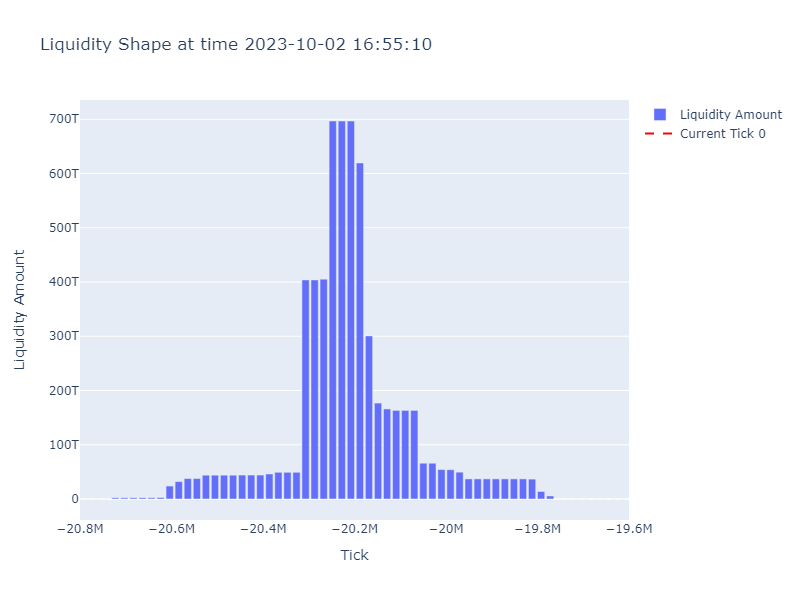 Liquidity Shape at time 2023-10-02 16:55:10
Liquidity Amount
Current Tick 0
700T
600T
500T
400T
300T
200T
100T
0
Liquidity Amount
−20.8M
−20.6M
−20.4M
−20.2M
−20M
−19.8M
−19.6M
Tick